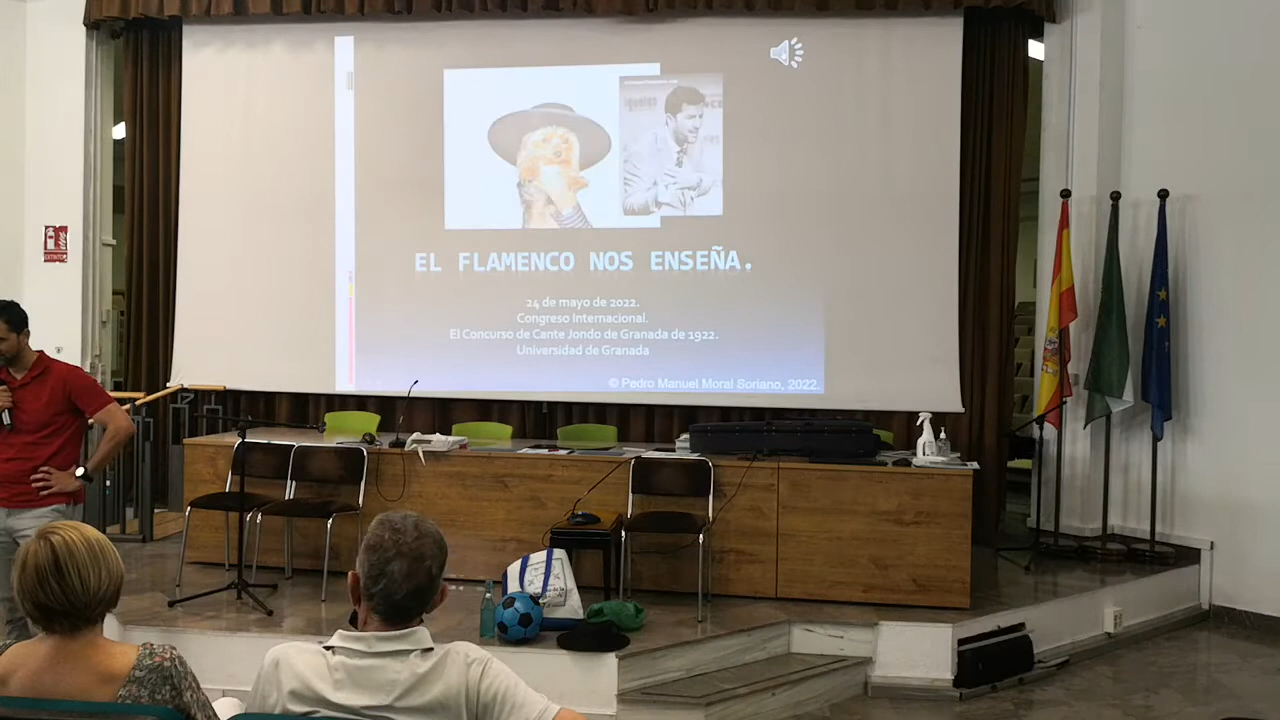 EL FLAMENCO NOS ENSEÑA.
24 de mayo de 2022.
Congreso Internacional.
El Concurso de Cante Jondo de Granada de 1922.
Universidad de Granada
© Pedro Manuel Moral Soriano, 2022.
EXTINTOR